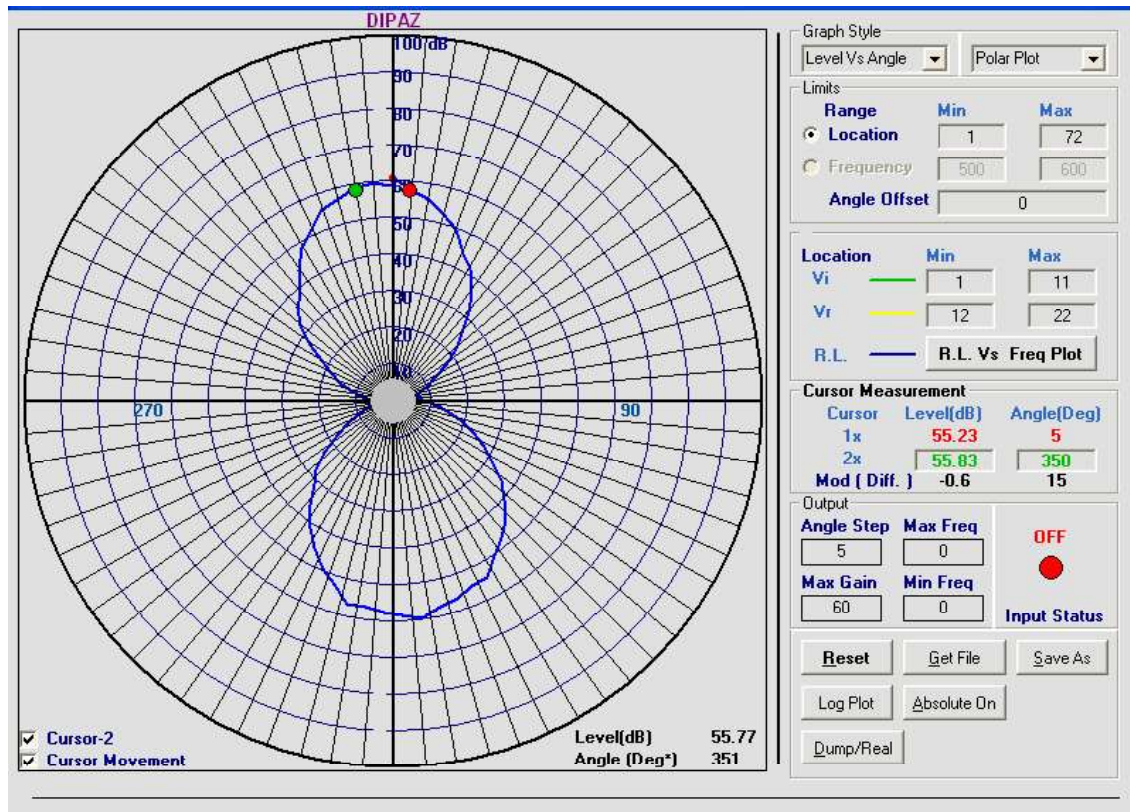 DIPAZ
100 dB
90
80
70
60
50
40
30
20
10
270
90
Cursor-2
Cursor Movement
Level(dB) 55.77
Angle (Deg*) 351
Graph Style
Level Vs Angle Polar Plot
Limits
Range Min Max
Location 1 72
Frequency 500 600
Angle Offset 0
Location Min Max
Vi 1 11
Vr 12 22
R.L. R.L. Vs Freq Plot
Cursor Measurement
Cursor Level(dB) Angle(Deg)
1x 55.23 5
2x 55.83 350
Mod ( Diff. ) -0.6 15
Output
Angle Step Max Freq
5 0
OFF
Max Gain Min Freq
60 0
Input Status
Reset Get File Save As
Log Plot Absolute On
Dump/Real